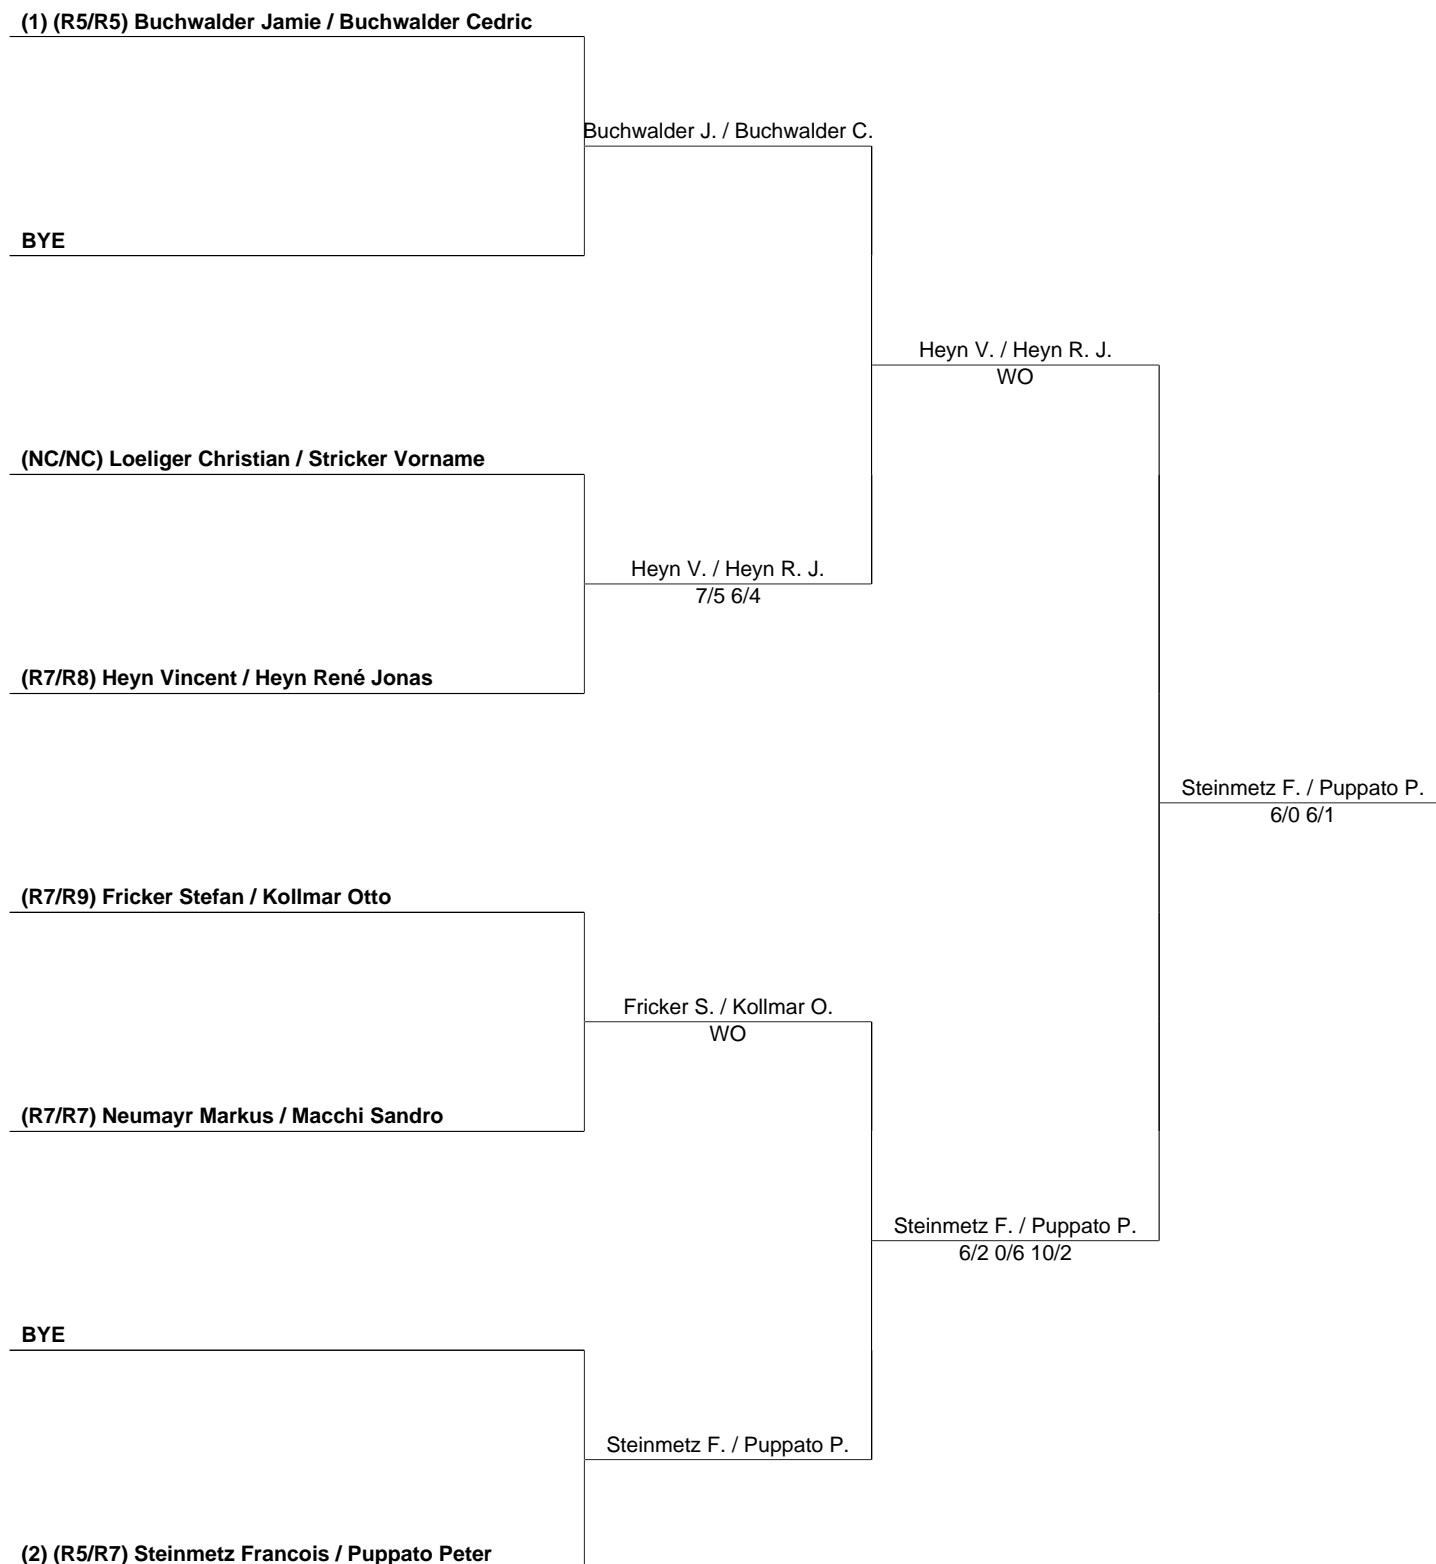 (1) (R5/R5) Buchwalder Jamie / Buchwalder Cedric
Buchwalder J. / Buchwalder C.
BYE
Heyn V. / Heyn R. J.
WO
(NC/NC) Loeliger Christian / Stricker Vorname
Heyn V. / Heyn R. J.
7/5 6/4
(R7/R8) Heyn Vincent / Heyn René Jonas
Steinmetz F. / Puppato P.
6/0 6/1
(R7/R9) Fricker Stefan / Kollmar Otto
Fricker S. / Kollmar O.
WO
(R7/R7) Neumayr Markus / Macchi Sandro
Steinmetz F. / Puppato P.
6/2 0/6 10/2
BYE
Steinmetz F. / Puppato P.
(2) (R5/R7) Steinmetz Francois / Puppato Peter